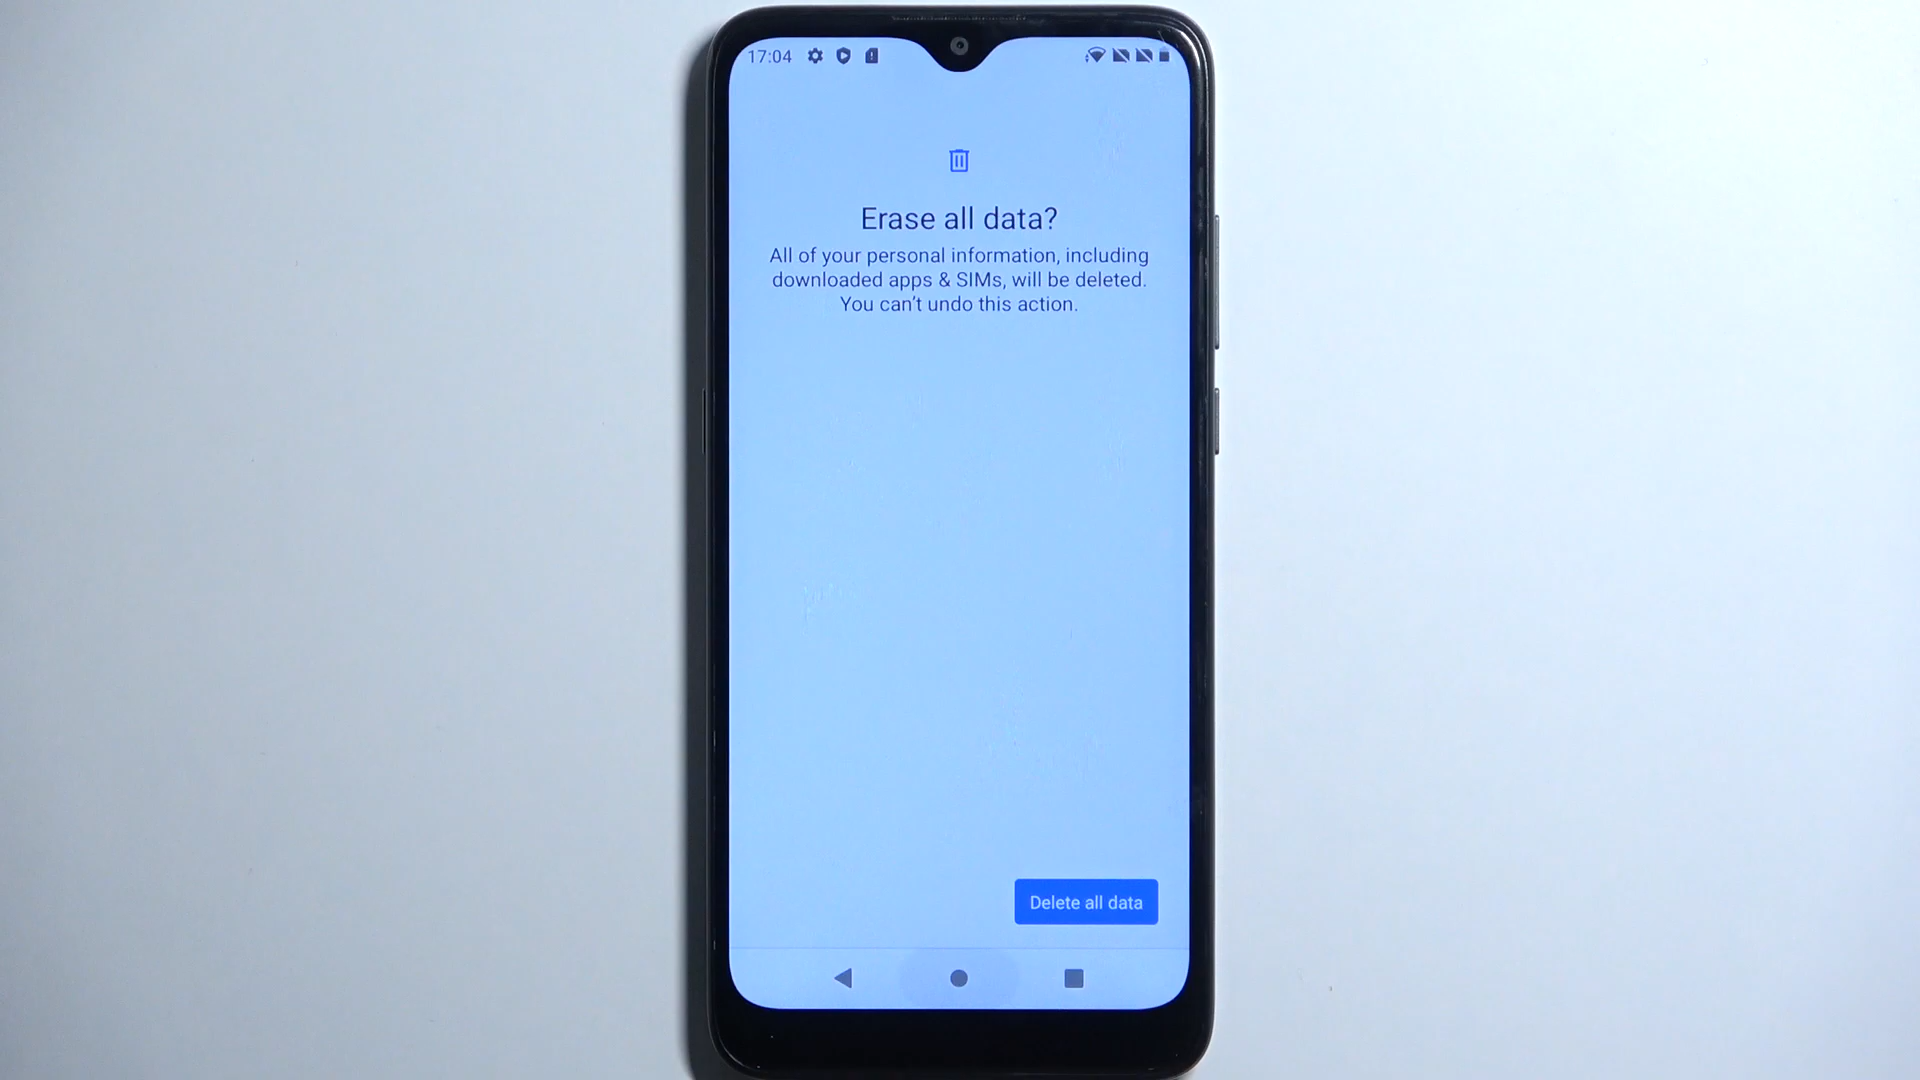 17:04
Erase all data?
All of your personal information, including
downloaded apps & SIMs, will be deleted.
You can't undo this action.
Delete all data